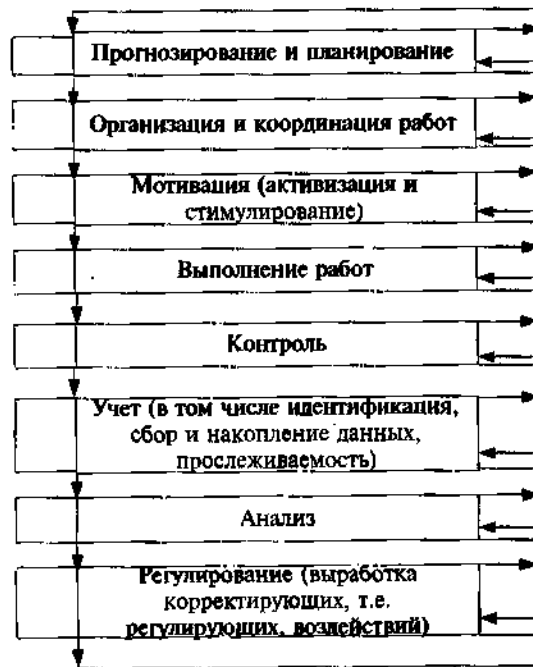 Прогнозирование и планирование
Организация и координация работ
Мотивация (активизация и
стимулирование)
Выполнение работ
Контроль
Учет (в том числе идентификация,
сбор и накопление данных,
прослеживаемость)
Анализ
Регулирование (выработка
корректирующих, т.е.
регулирующих, воздействий)